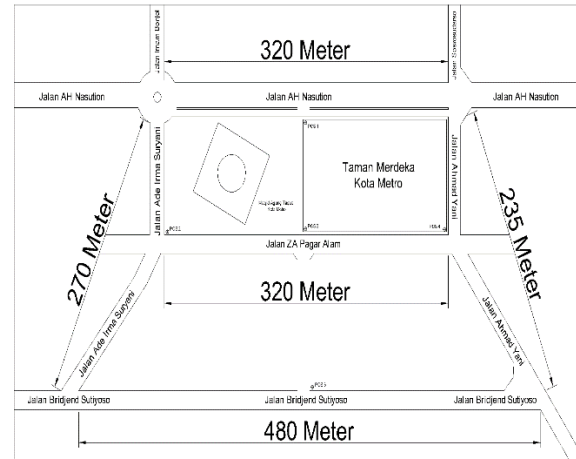 Jalan Imam Bonjol
320 Meter
Jalan AH Nasution
Jalan AH Nasution
Jalan AH Nasution
Jalan Ade Irma Suryani
Taman Merdeka
Kota Metro
Jalan Ahmad Yani
270 Meter
235 Meter
Jalan ZA Pagar Alam
320 Meter
Jalan Ade Irma Suryani
Jalan Ahmad Yani
Jalan Bridjend Sutiyoso
Jalan Bridjend Sutiyoso
Jalan Bridjend Sutiyoso
480 Meter